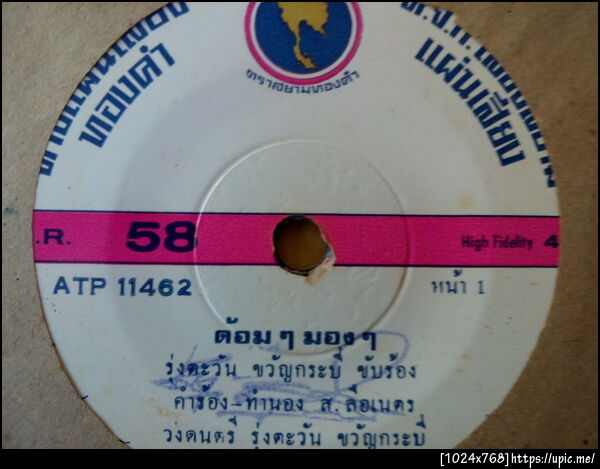 ตราสยามทองคำ
ทองคำ
แผ่นเสียง
.R. 58
High Fidelity 4
ATP 11462
หน้า 1
ด้อม ๆ มอง ๆ
รุ่งตะวัน ขวัญกระบี่ ขับร้อง
คำร้อง-ทำนอง ส.ลือเนตร
วงดนตรี รุ่งตะวัน ขวัญกระบี่
[1024x768]https://upic.me/